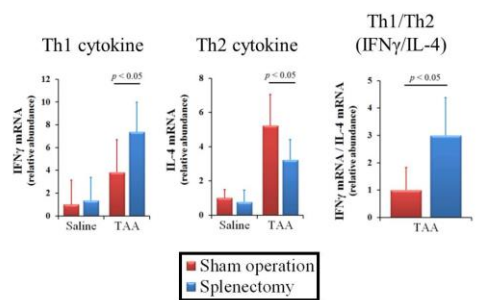 Th1 cytokine
Th2 cytokine
Th1/Th2
(IFNγ/IL-4)
p < 0.05
12
10
8
6
4
2
0
IFNγ mRNA
(relative abundance)
Saline
TAA
p < 0.05
8
6
4
2
0
IL-4 mRNA
(relative abundance)
Saline
TAA
p < 0.05
5
4
3
2
1
0
IFNγ mRNA / IL-4 mRNA
(relative abundance)
TAA
Sham operation
Splenectomy